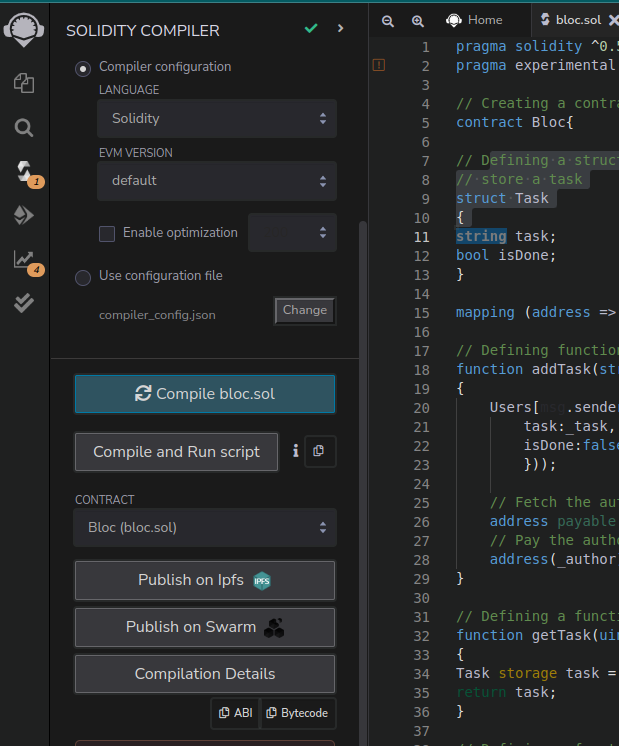 SOLIDITY COMPILER
Compiler configuration
LANGUAGE
Solidity
EVM VERSION
default
Enable optimization
Use configuration file
compiler_config.json
Change
Compile bloc.sol
Compile and Run script
CONTRACT
Bloc (bloc.sol)
Publish on Ipfs
IPFS
Publish on Swarm
Compilation Details
ABI
Bytecode
1
4
Home
bloc.sol
1 pragma solidity ^0.5
2 pragma experimental
3
4 // Creating a contra
5 contract Bloc{
6
7 // Defining a struct
8 // store a task
9 struct Task
10 {
11 string task;
12 bool isDone;
13 }
14
15 mapping (address =>
16
17 // Defining function
18 function addTask(str
19 {
20 Users[msg.sender
21 task:_task,
22 isDone:false
23 }));
24
25 // Fetch the aut
26 address payable
27 // Pay the autho
28 address(_author
29 }
30
31 // Defining a functi
32 function getTask(uin
33 {
34 Task storage task =
35 return task;
36 }
37